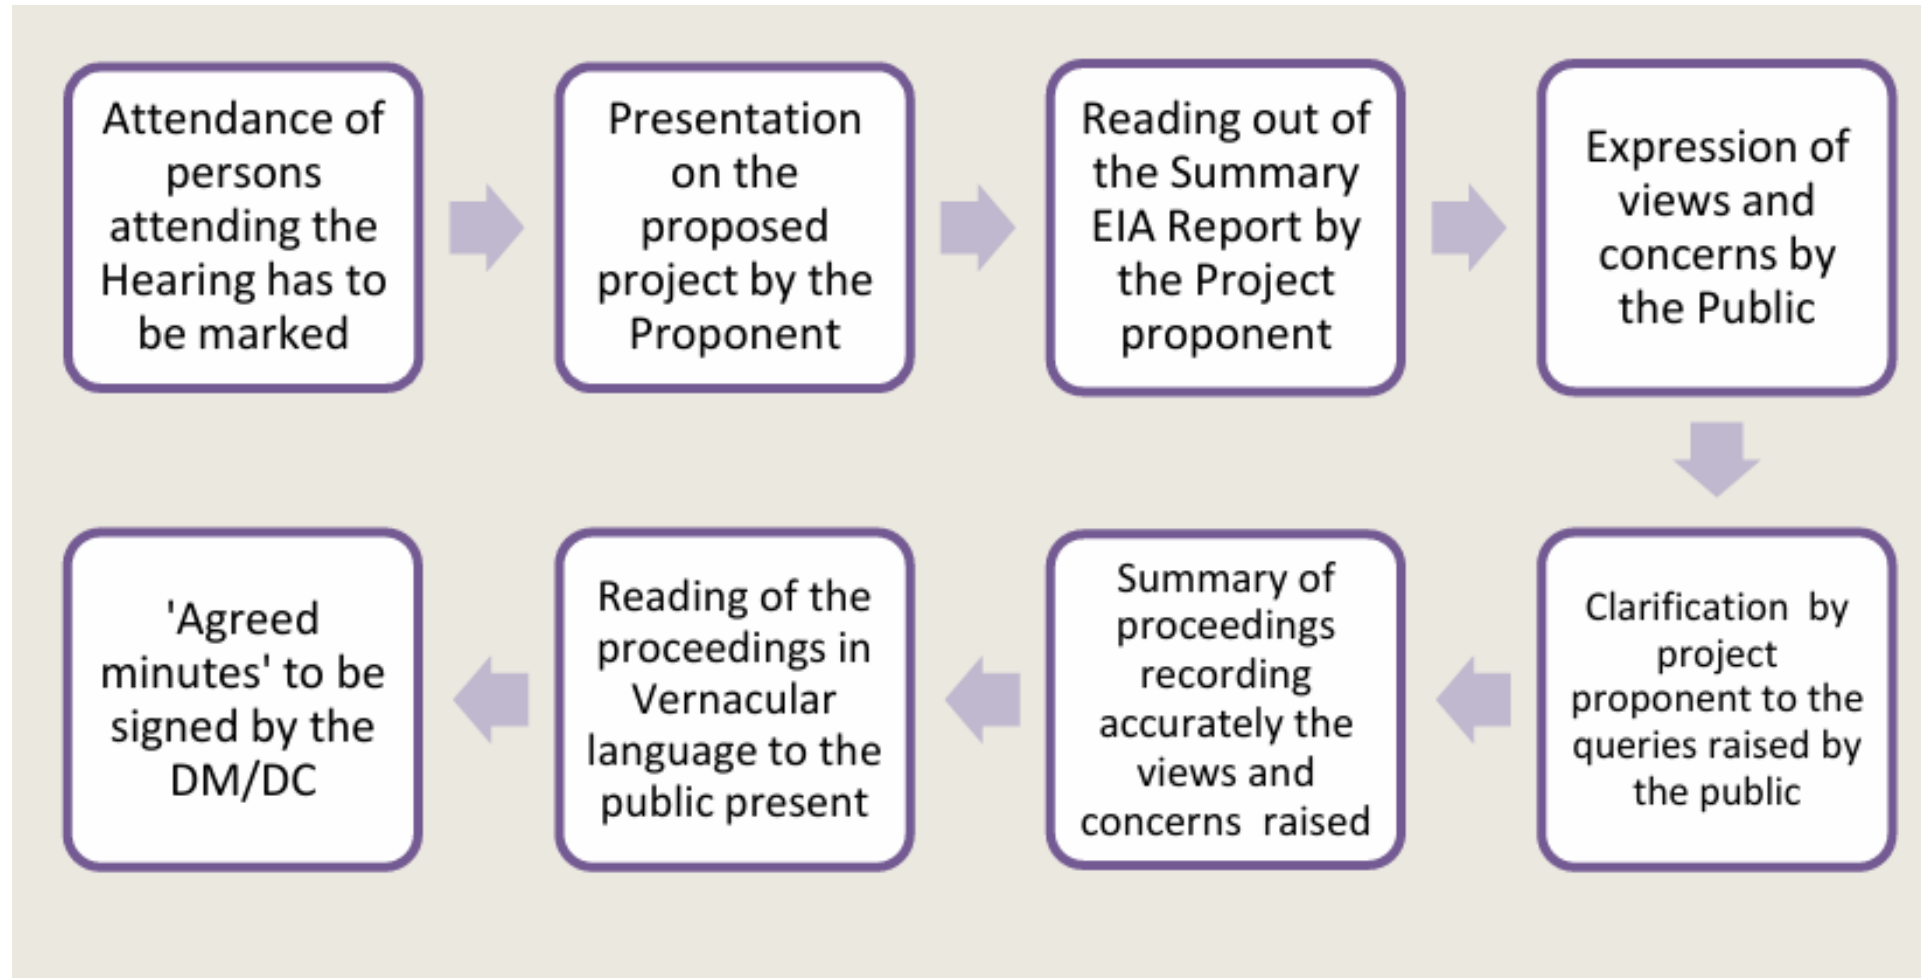 Attendance of
persons
attending the
Hearing has to
be marked
Presentation
on the
proposed
project by the
Proponent
Reading out of
the Summary
EIA Report by
the Project
proponent
Expression of
views and
concerns by
the Public
Clarification by
project
proponent to the
queries raised by
the public
Summary of
proceedings
recording
accurately the
views and
concerns raised
Reading of the
proceedings in
Vernacular
language to the
public present
'Agreed
minutes' to be
signed by the
DM/DC